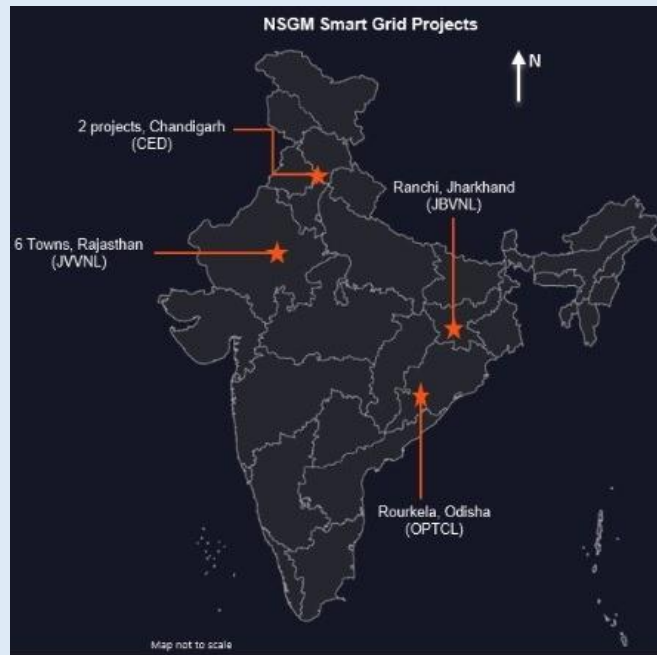 NSGM Smart Grid Projects
N
2 projects, Chandigarh
(CED)
Ranchi, Jharkhand
(JBVNL)
6 Towns, Rajasthan
(JVVNL)
Rourkela, Odisha
(OPTCL)
Map not to scale